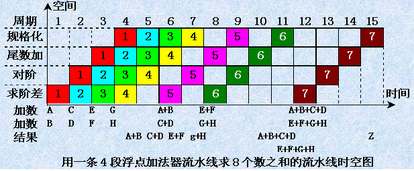 空间
周期 1 2 3 4 5 6 7 8 9 10 11 12 13 14 15
规格化 1 2 3 4 5 6 7
尾数加 1 2 3 4 5 6 7
对阶 1 2 3 4 5 6 7
求阶差 1 2 3 4 5 6 7 时间
加数 A C E G A+B E+F A+B+C+D
加数 B D F H C+D G+H E+F+G+H
结果 A+B C+D E+F g+H A+B+C+D Z
E+F+G+H
用一条4段浮点加法器流水线求8个数之和的流水线时空图